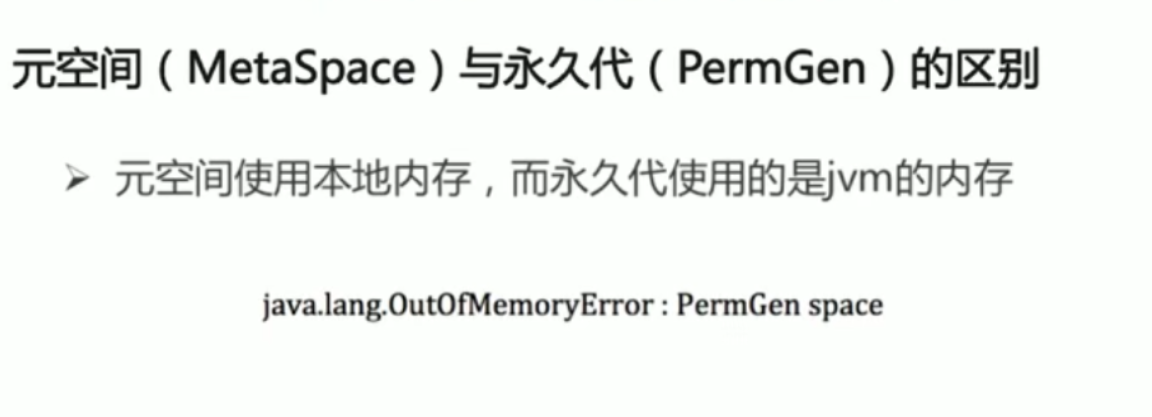 元空间（MetaSpace）与永久代（PermGen）的区别
元空间使用本地内存，而永久代使用的是jvm的内存
java.lang.OutOfMemoryError : PermGen space